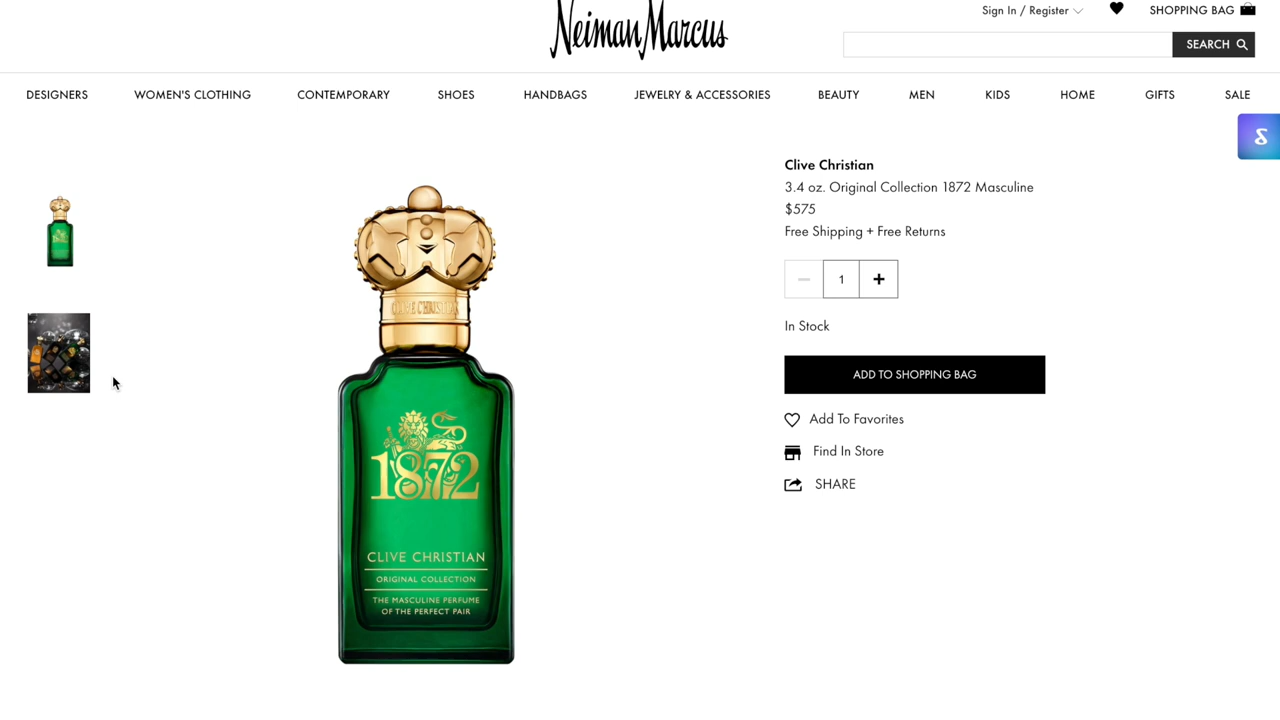 Neiman Marcus
Sign In / Register
SHOPPING BAG
SEARCH
DESIGNERS
WOMEN'S CLOTHING
CONTEMPORARY
SHOES
HANDBAGS
JEWELRY & ACCESSORIES
BEAUTY
MEN
KIDS
HOME
GIFTS
SALE
CLIVE CHRISTIAN
1872
CLIVE CHRISTIAN
ORIGINAL COLLECTION
THE MASCULINE PERFUME
OF THE PERFECT PAIR
Clive Christian
3.4 oz. Original Collection 1872 Masculine
$575
Free Shipping + Free Returns
1
In Stock
ADD TO SHOPPING BAG
Add To Favorites
Find In Store
SHARE